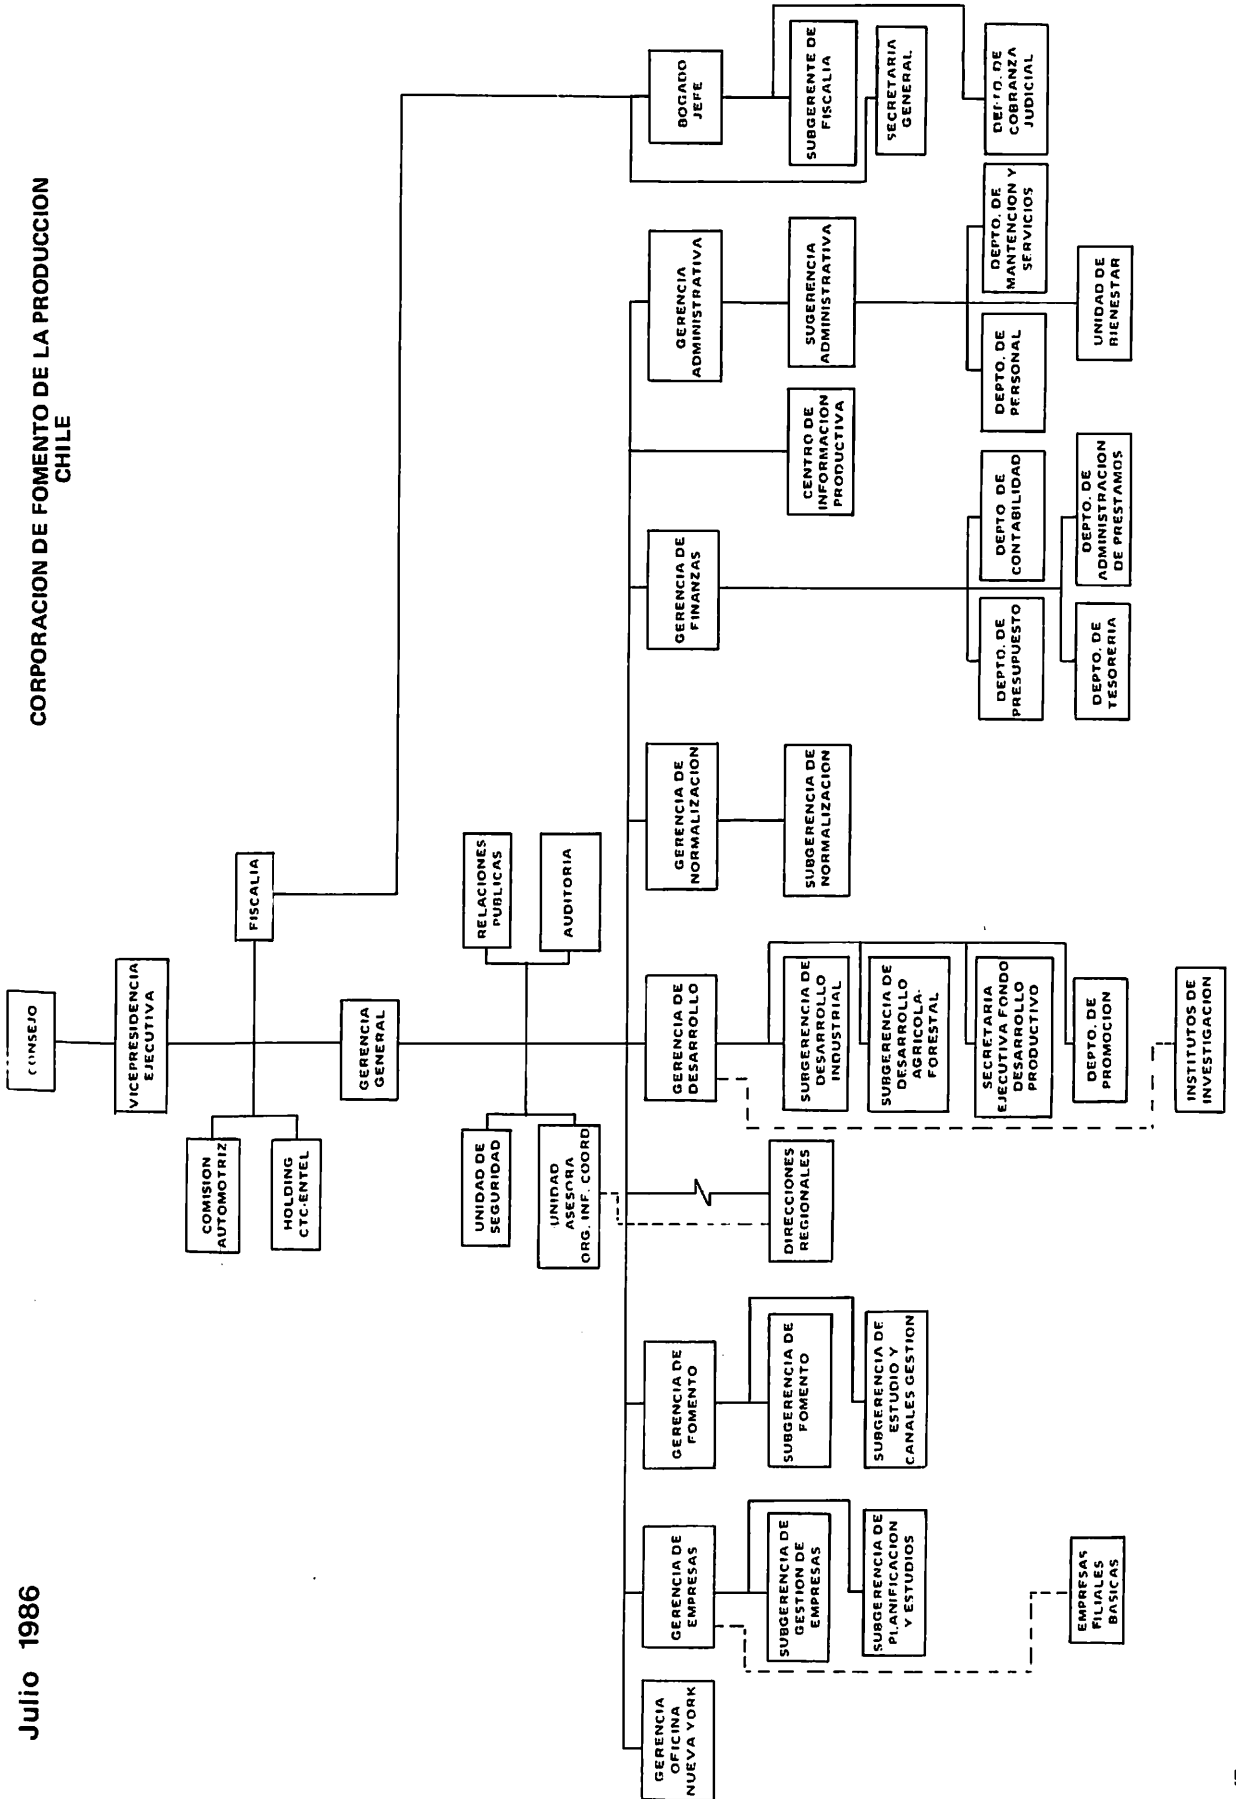 Julio 1986
CORPORACION DE FOMENTO DE LA PRODUCCION
CHILE
CONSEJO
VICEPRESIDENCIA
EJECUTIVA
COMISION
AUTOMOTRIZ
HOLDING
CTC-ENTEL
FISCALIA
GERENCIA
GENERAL
UNIDAD DE
SEGURIDAD
UNIDAD
ASESORA
ORG. INF. COORD
RELACIONES
PUBLICAS
AUDITORIA
GERENCIA
OFICINA
NUEVA YORK
GERENCIA DE
EMPRESAS
SUBGERENCIA DE
GESTION DE
EMPRESAS
SUBGERENCIA DE
PLANIFICACION
Y ESTUDIOS
EMPRESAS
FILIALES
BASICAS
GERENCIA DE
FOMENTO
SUBGERENCIA DE
FOMENTO
SUBGERENCIA DE
ESTUDIO Y
CANALES GESTION
DIRECCIONES
REGIONALES
GERENCIA DE
DESARROLLO
SUBGERENCIA DE
DESARROLLO
INDUSTRIAL
SUBGERENCIA DE
DESARROLLO
AGRICOLA-
FORESTAL
SECRETARIA
EJECUTIVA FONDO
DESARROLLO
PRODUCTIVO
DEPTO. DE
PROMOCION
INSTITUTOS DE
INVESTIGACION
GERENCIA DE
NORMALIZACION
SUBGERENCIA DE
NORMALIZACION
GERENCIA DE
FINANZAS
DEPTO. DE
PRESUPUESTO
DEPTO DE
CONTABILIDAD
DEPTO. DE
TESORERIA
DEPTO. DE
ADMINISTRACION
DE PRESTAMOS
CENTRO DE
INFORMACION
PRODUCTIVA
GERENCIA
ADMINISTRATIVA
SUGERENCIA
ADMINISTRATIVA
DEPTO. DE
PERSONAL
DEPTO. DE
MANTENCION Y
SERVICIOS
UNIDAD DE
BIENESTAR
BOGADO
JEFE
SUBGERENTE DE
FISCALIA
SECRETARIA
GENERAL
DEPTO. DE
COBRANZA
JUDICIAL